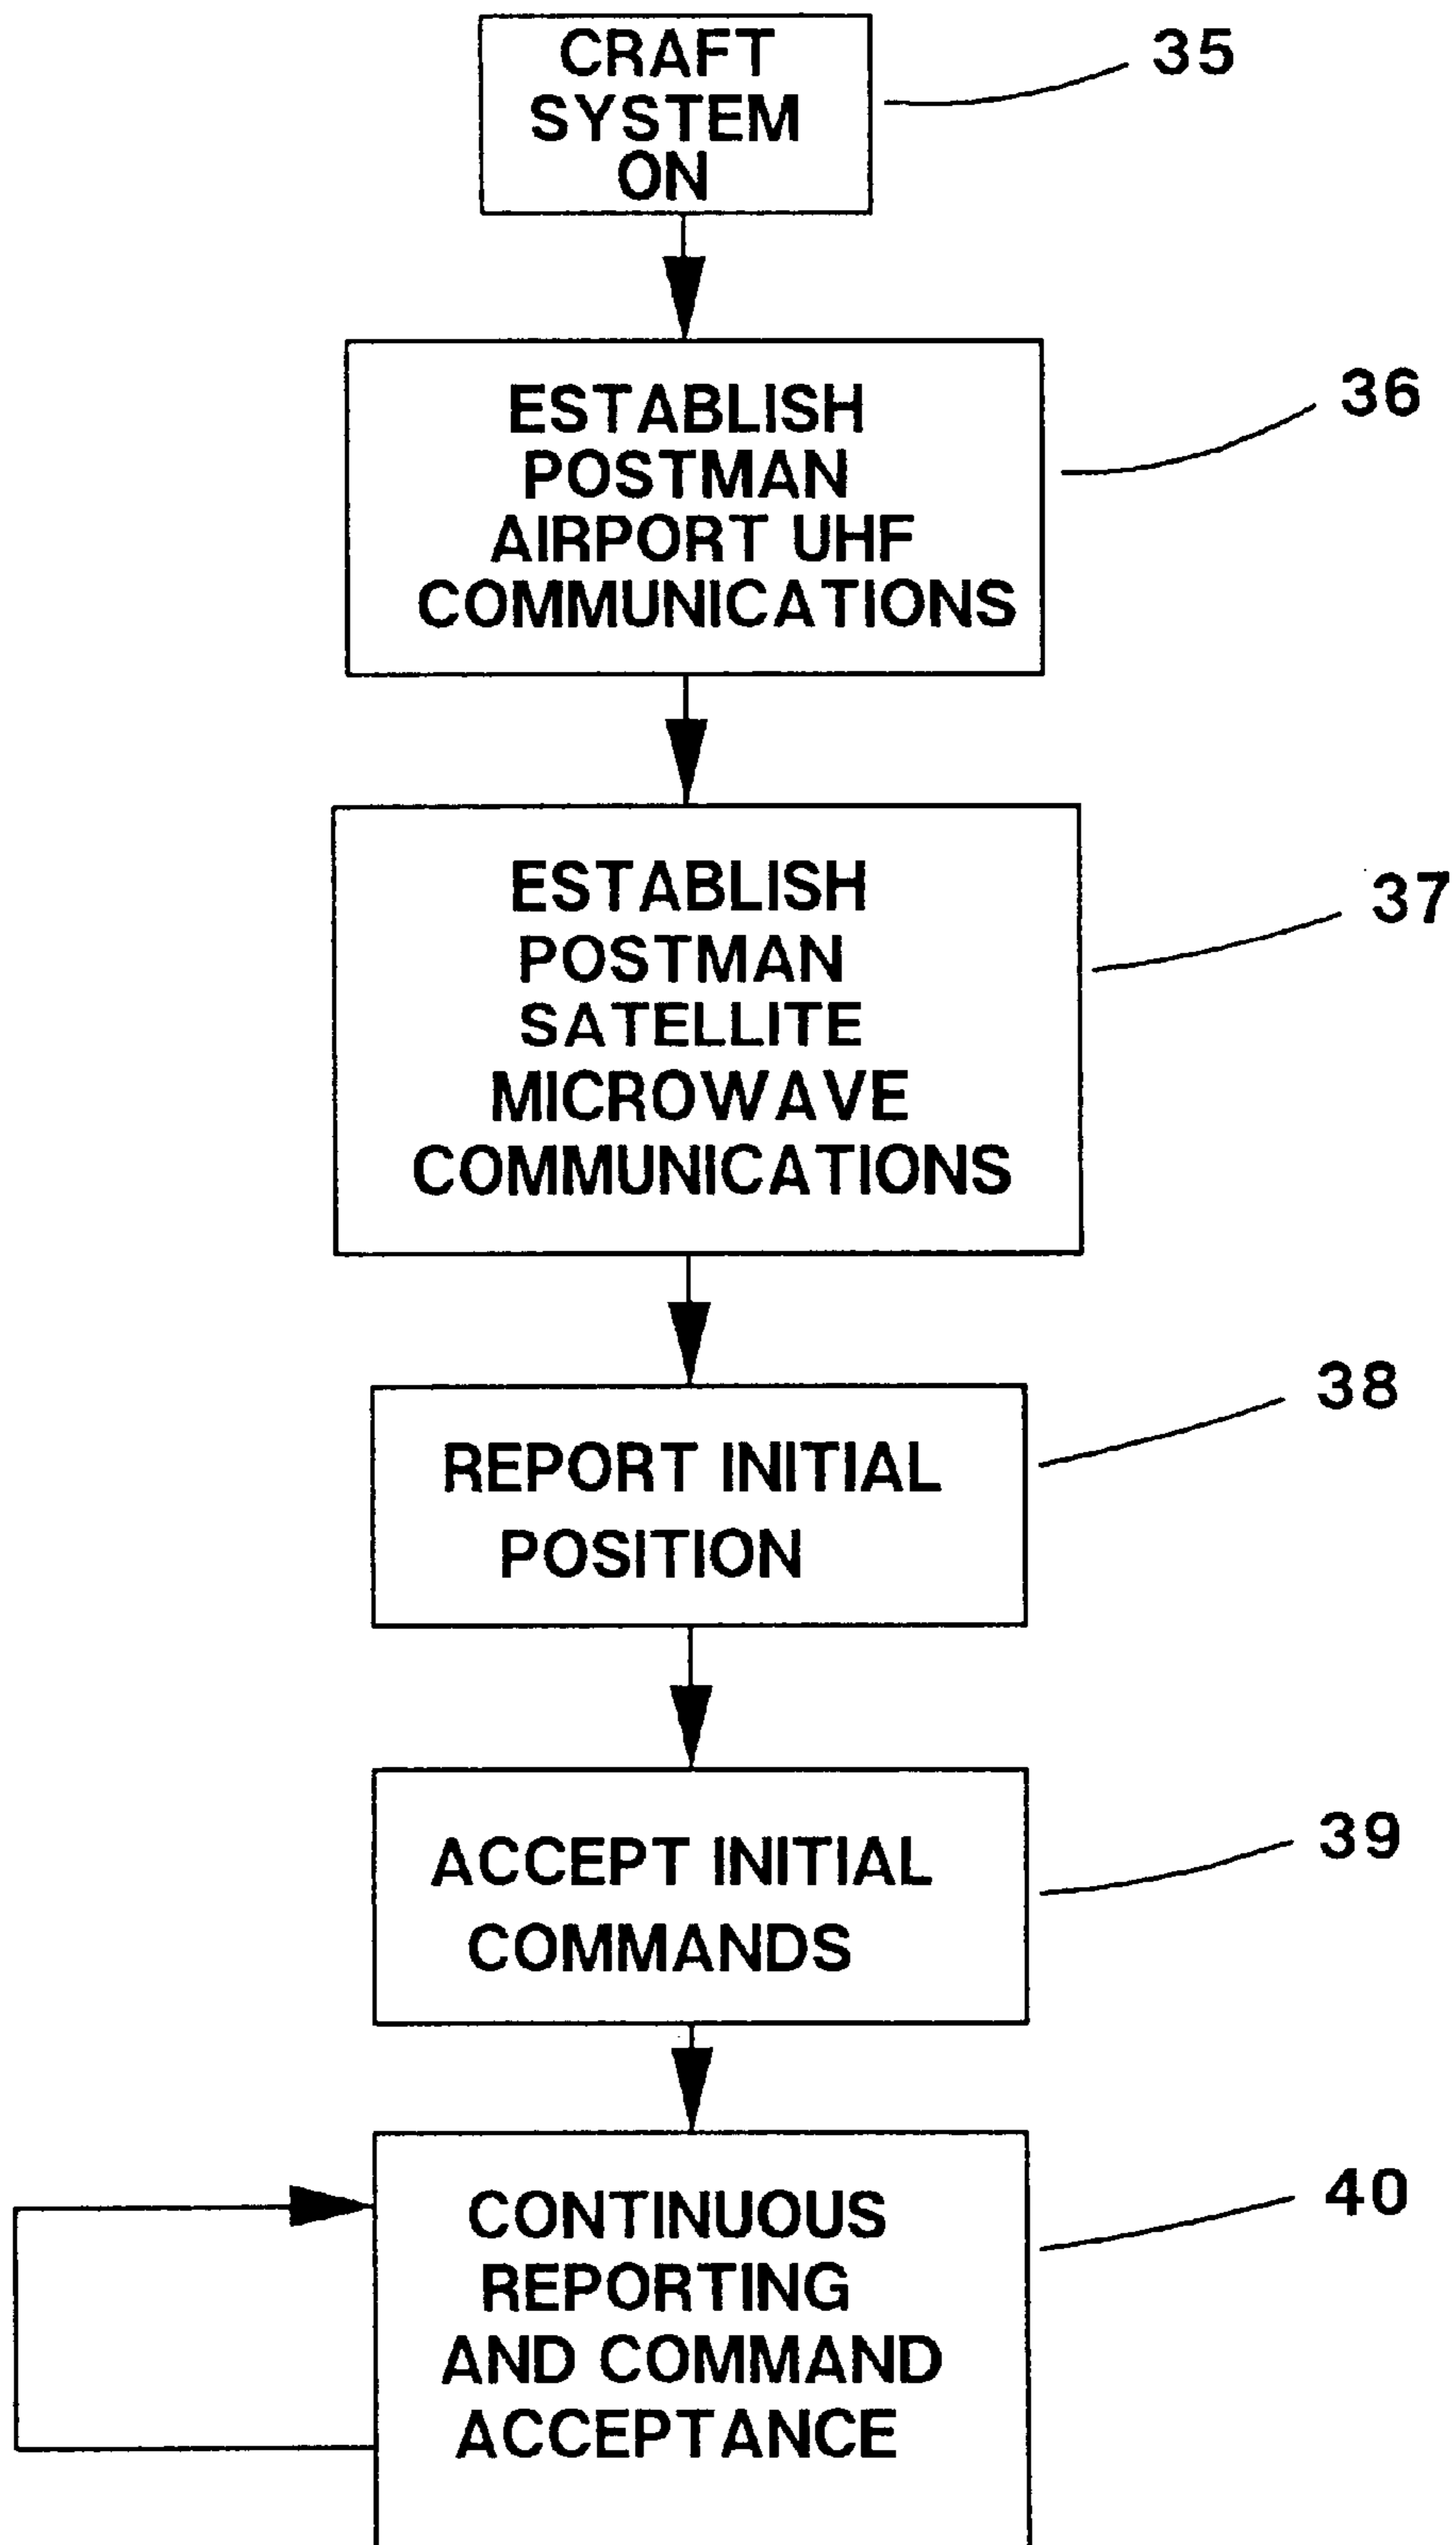 CRAFT
SYSTEM
ON
35
ESTABLISH
POSTMAN
AIRPORT UHF
COMMUNICATIONS
36
ESTABLISH
POSTMAN
SATELLITE
MICROWAVE
COMMUNICATIONS
37
REPORT INITIAL
POSITION
38
ACCEPT INITIAL
COMMANDS
39
CONTINUOUS
REPORTING
AND COMMAND
ACCEPTANCE
40